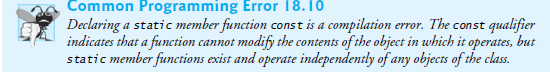 Common Programming Error 18.10
Declaring a static member function const is a compilation error. The const qualifier
indicates that a function cannot modify the contents of the object in which it operates, but
static member functions exist and operate independently of any objects of the class.